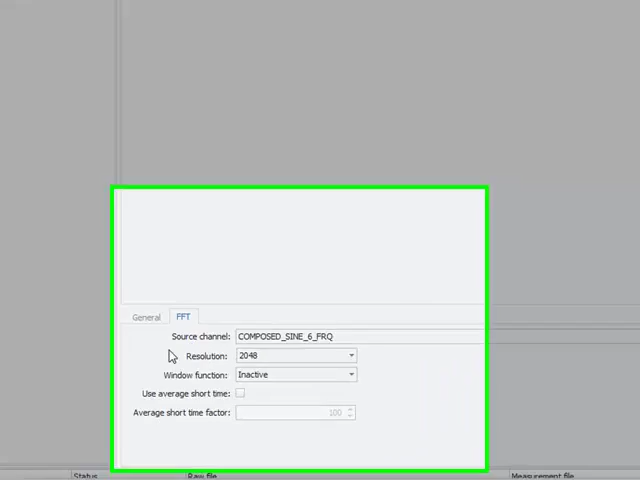 General FFT
Source channel: COMPOSED_SINE_6_FRQ
Resolution: 2048
Window function: Inactive
Use average short time:
Average short time factor: 100
Status Raw file Measurement file